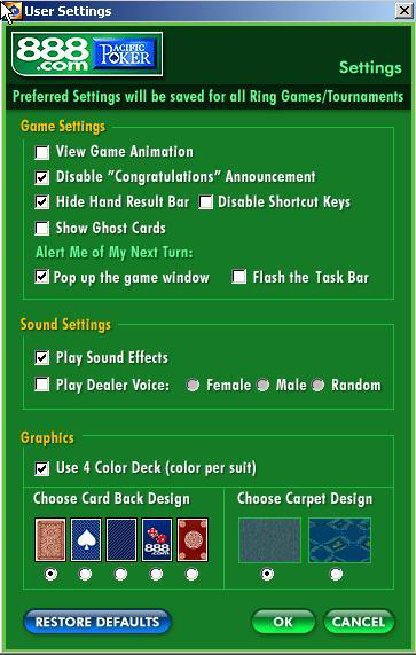 User Settings
888.com PACIFIC POKER
Settings
Preferred Settings will be saved for all Ring Games/Tournaments
Game Settings
View Game Animation
Disable "Congratulations" Announcement
Hide Hand Result Bar Disable Shortcut Keys
Show Ghost Cards
Alert Me of My Next Turn:
Pop up the game window Flash the Task Bar
Sound Settings
Play Sound Effects
Play Dealer Voice: Female Male Random
Graphics
Use 4 Color Deck (color per suit)
Choose Card Back Design Choose Carpet Design
888.com
RESTORE DEFAULTS OK CANCEL